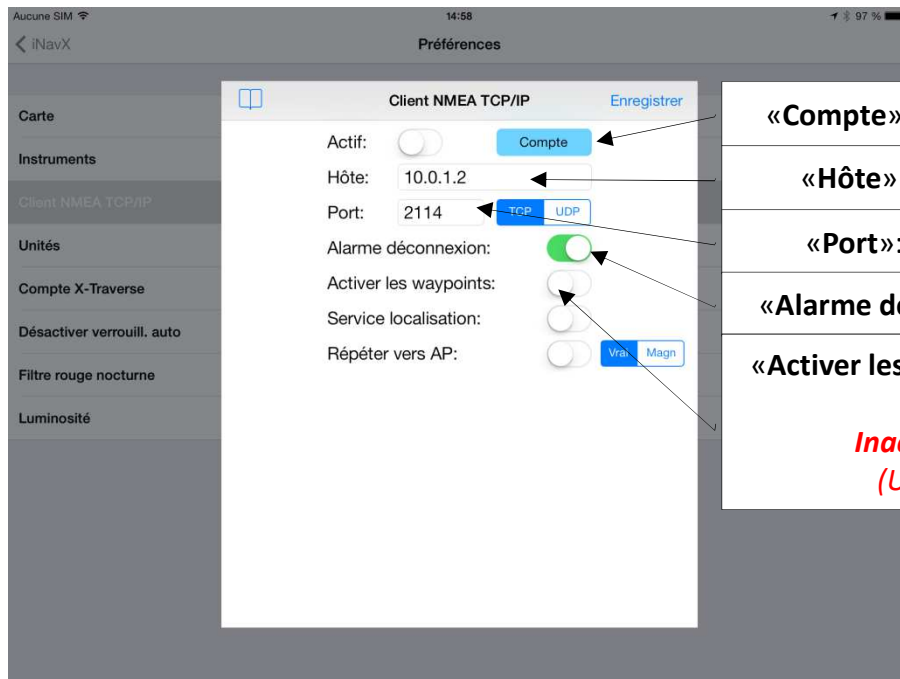 Aucune SIM 14:58 97 %
iNavX Préférences
Client NMEA TCP/IP Enregistrer
Carte
Instruments
Client NMEA TCP/IP
Unités
Compte X-Traverse
Désactiver verrouill. auto
Filtre rouge nocturne
Luminosité
Actif: Compte
Hôte: 10.0.1.2
Port: 2114 TCP UDP
Alarme déconnexion:
Activer les waypoints:
Service localisation:
Répéter vers AP: Vrai Magn
«Compte»
«Hôte»
«Port»:
«Alarme
«Activer les